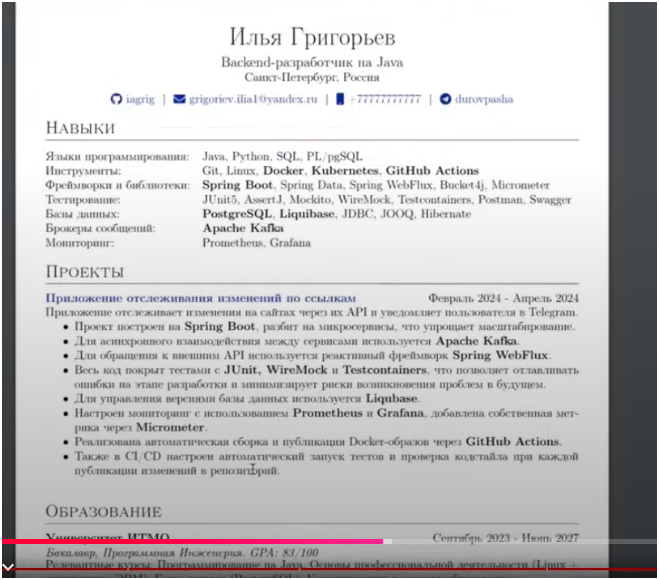 Илья Григорьев
Backend-разработчик на Java
Санкт-Петербург, Россия
iagrig | grigoriev.ilia1@yandex.ru | +77777777777 | durovpasha
Навыки
Языки программирования: Java, Python, SQL, PL/pgSQL
Инструменты: Git, Linux, Docker, Kubernetes, GitHub Actions
Фреймворки и библиотеки: Spring Boot, Spring Data, Spring WebFlux, Bucket4j, Micrometer
Тестирование: JUnit5, AssertJ, Mockito, WireMock, Testcontainers, Postman, Swagger
Базы данных: PostgreSQL, Liquibase, JDBC, JOOQ, Hibernate
Брокеры сообщений: Apache Kafka
Мониторинг: Prometheus, Grafana
Проекты
Приложение отслеживания изменений по ссылкам Февраль 2024 - Апрель 2024
Приложение отслеживает изменения на сайтах через их API и уведомляет пользователя в Telegram.
• Проект построен на Spring Boot, разбит на микросервисы, что упрощает масштабирование.
• Для асинхронного взаимодействия между сервисами используется Apache Kafka.
• Для обращения к внешним API используется реактивный фреймворк Spring WebFlux.
• Весь код покрыт тестами с JUnit, WireMock и Testcontainers, что позволяет отлавливать
ошибки на этапе разработки и минимизирует риски возникновения проблем в будущем.
• Для управления версиями базы данных используется Liqubase.
• Настроен мониторинг с использованием Prometheus и Grafana, добавлена собственная мет-
рика через Micrometer.
• Реализована автоматическая сборка и публикация Docker-образов через GitHub Actions.
• Также в CI/CD настроен автоматический запуск тестов и проверка кодстайла при каждой
публикации изменений в репозиторий.
Образование
Университет ИТМО Сентябрь 2023 - Июнь 2027
Бакалавр, Программная Инженерия. GPA: 83/100
Релевантные курсы: Программирование на Java, Основы профессиональной деятельности (Linux +